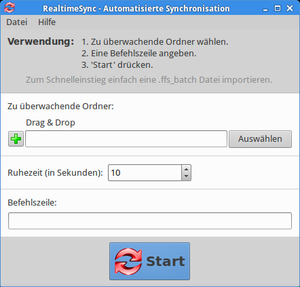 RealtimeSync - Automatisierte Synchronisation
Datei Hilfe
Verwendung: 1. Zu überwachende Ordner wählen.
2. Eine Befehlszeile angeben.
3. 'Start' drücken.
Zum Schnelleinstieg einfach eine .ffs_batch Datei importieren.
Zu überwachende Ordner:
Drag & Drop
Auswählen
Ruhezeit (in Sekunden): 10
Befehlszeile:
Start